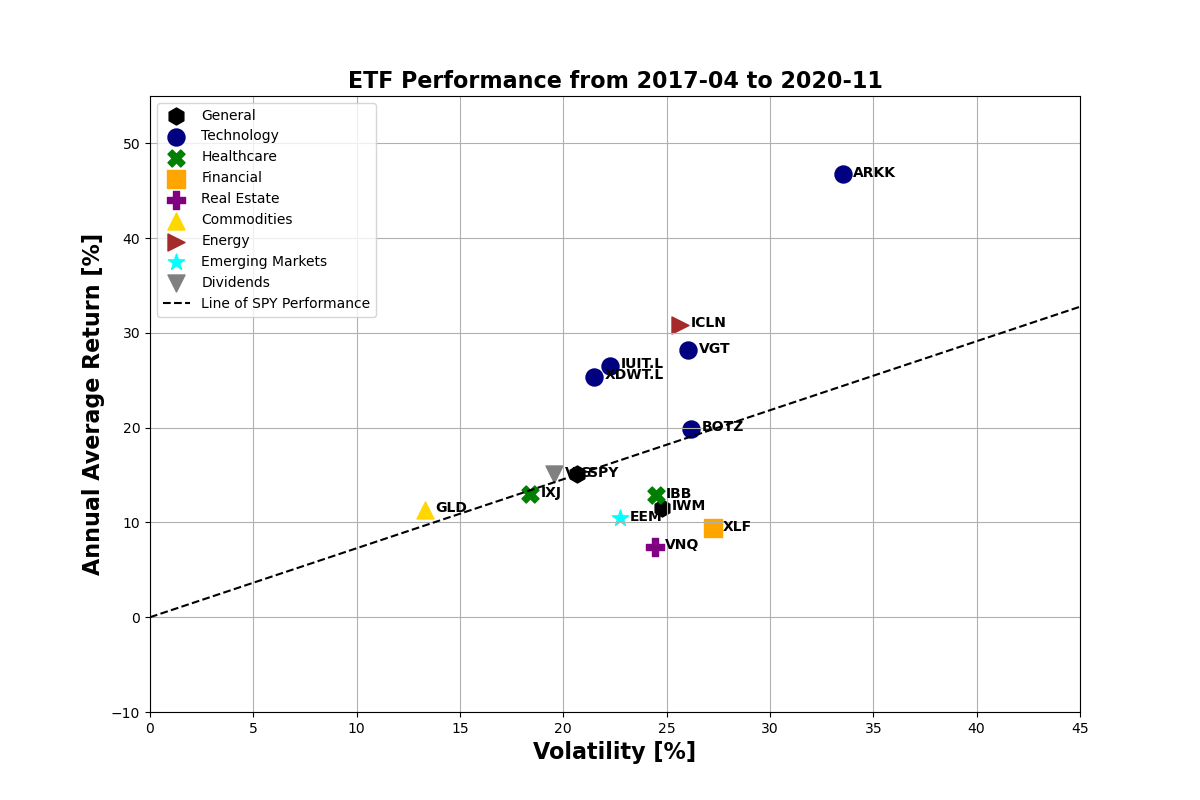 ETF Performance from 2017-04 to 2020-11
General
Technology
Healthcare
Financial
Real Estate
Commodities
Energy
Emerging Markets
Dividends
Line of SPY Performance
Annual Average Return [%]
50
40
30
20
10
0
−10
ARKK
ICLN
VGT
IUIT.L
XDWT.L
BOTZ
SPY
IXJ
IBB
IWM
GLD
EEM
XLF
VNQ
0 5 10 15 20 25 30 35 40 45
Volatility [%]